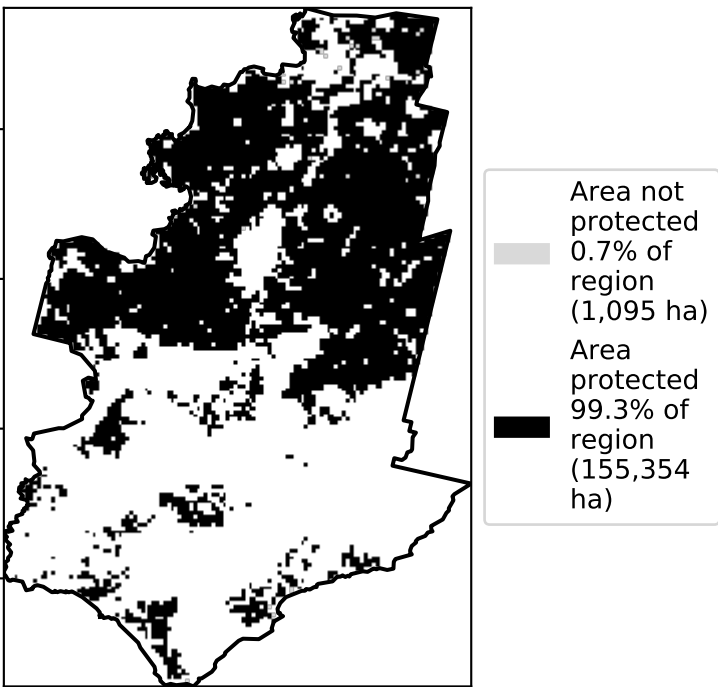 Area not
protected
0.7% of
region
(1,095 ha)
Area
protected
99.3% of
region
(155,354
ha)